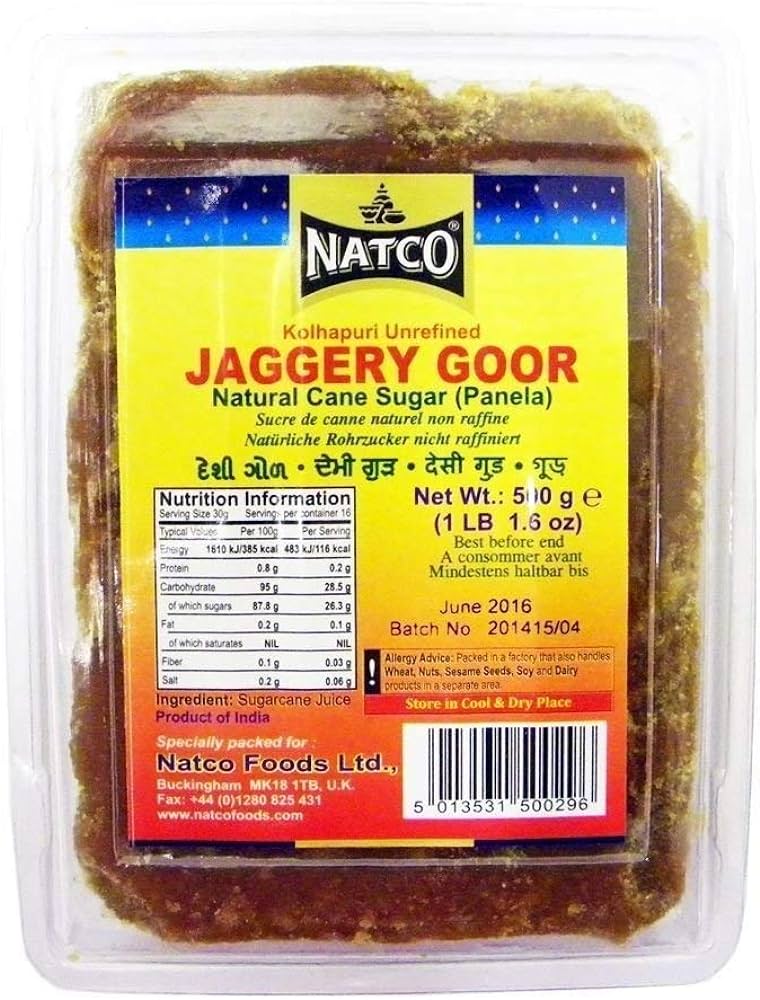 NATCO®
Kolhapuri Unrefined
JAGGERY GOOR
Natural Cane Sugar (Panela)
Sucre de canne naturel non raffine
Natürliche Rohrzucker nicht raffiniert
દેશી ગોળ • ਦੇਸੀ ਗੁੜ • देसी गुड • গুড়
Nutrition Information
Serving Size 30g Servings per container 16
Typical Values Per 100g Per Serving
Energy 1610 kJ/385 kcal 483 kJ/116 kcal
Protein 0.8 g 0.2 g
Carbohydrate 95 g 28.5 g
of which sugars 87.8 g 26.3 g
Fat 0.2 g 0.1 g
of which saturates NIL NIL
Fiber 0.1 g 0.03 g
Salt 0.2 g 0.06 g
Ingredient: Sugarcane Juice
Product of India
Net Wt.: 500 g e
(1 LB 1.6 oz)
Best before end
A consommer avant
Mindestens haltbar bis
June 2016
Batch No 201415/04
! Allergy Advice: Packed in a factory that also handles
Wheat, Nuts, Sesame Seeds, Soy and Dairy
products in a separate area.
Store in Cool & Dry Place
Specially packed for :
Natco Foods Ltd.,
Buckingham MK18 1TB, U.K.
Fax: +44 (0)1280 825 431
www.natcofoods.com
5 013531 500296